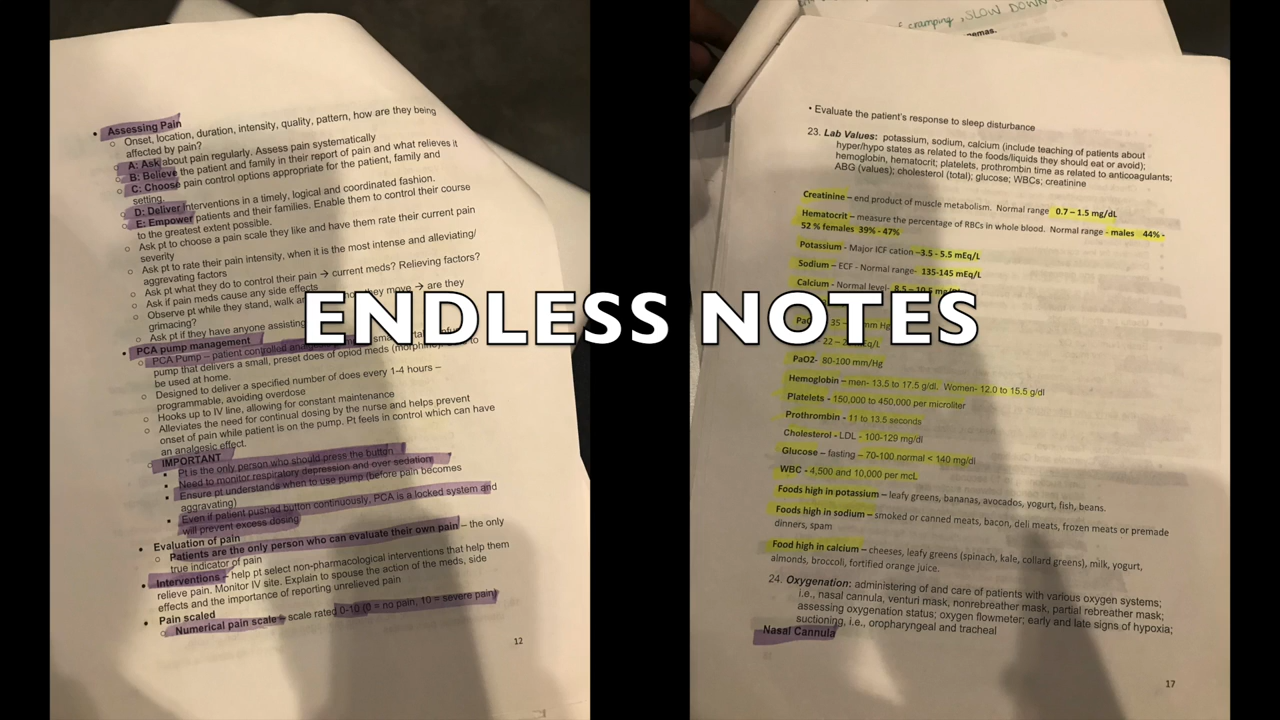 • Assessing Pain
○ Onset, location, duration, intensity, quality, pattern, how are they being
affected by pain?
○ A: Ask about pain regularly. Assess pain systematically
○ B: Believe the patient and family in their report of pain and what relieves it
○ C: Choose pain control options appropriate for the patient, family and
setting.
○ D: Deliver interventions in a timely, logical and coordinated fashion.
○ E: Empower patients and their families. Enable them to control their course
to the greatest extent possible.
○ Ask pt to choose a pain scale they like and have them rate their current pain
severity
○ Ask pt to rate their pain intensity, when it is the most intense and alleviating/
aggrevating factors
○ Ask pt what they do to control their pain → current meds? Relieving factors?
○ Ask if pain meds cause any side effects
○ Observe pt while they stand, walk they move → are they
grimacing?
○ Ask pt if they have anyone assisting
• PCA pump management
○ PCA Pump – patient controlled
pump that delivers a small, preset does of opiod meds to
be used at home.
○ Designed to deliver a specified number of does every 1-4 hours –
programmable, avoiding overdose
○ Hooks up to IV line, allowing for constant maintenance
○ Alleviates the need for continual dosing by the nurse and helps prevent
onset of pain while patient is on the pump. Pt feels in control which can have
an analgesic effect.
○ IMPORTANT
▪ Pt is the only person who should press the button
▪ Need to monitor respiratory depression and over sedation
▪ Ensure pt understands when to use pump (before pain becomes
aggravating)
▪ Even if patient pushed button continuously, PCA is a locked system and
will prevent excess dosing
• Evaluation of pain
○ Patients are the only person who can evaluate their own pain – the only
true indicator of pain
• Interventions – help pt select non-pharmacological interventions that help them
relieve pain. Monitor IV site. Explain to spouse the action of the meds, side
effects and the importance of reporting unrelieved pain
• Pain scaled
○ Numerical pain scale – scale rated 0-10 (0 = no pain, 10 = severe pain)
12
ENDLESS NOTES
cramping, SLOW DOWN
enemas.
• Evaluate the patient's response to sleep disturbance
23. Lab Values: potassium, sodium, calcium (include teaching of patients about
hyper/hypo states as related to the foods/liquids they should eat or avoid);
hemoglobin, hematocrit; platelets, prothrombin time as related to anticoagulants;
ABG (values); cholesterol (total); glucose; WBCs; creatinine
Creatinine – end product of muscle metabolism. Normal range 0.7 – 1.5 mg/dL
Hematocrit – measure the percentage of RBCs in whole blood. Normal range - males 44% -
52 % females 39% - 47%
Potassium - Major ICF cation –3.5 - 5.5 mEq/L
Sodium – ECF - Normal range- 135-145 mEq/L
Calcium - Normal level- 8.5 – 10.5
35 mm Hg
22
PaO2- 80-100 mm/Hg
Hemoglobin – men- 13.5 to 17.5 g/dl. Women- 12.0 to 15.5 g/dl
Platelets - 150,000 to 450,000 per microliter
Prothrombin - 11 to 13.5 seconds
Cholesterol - LDL - 100-129 mg/dl
Glucose – fasting – 70-100 normal < 140 mg/dl
WBC - 4,500 and 10,000 per mcL
Foods high in potassium – leafy greens, bananas, avocados, yogurt, fish, beans.
Foods high in sodium – smoked or canned meats, bacon, deli meats, frozen meats or premade
dinners, spam
Food high in calcium – cheeses, leafy greens (spinach, kale, collard greens), milk, yogurt,
almonds, broccoli, fortified orange juice.
24. Oxygenation: administering of and care of patients with various oxygen systems;
i.e., nasal cannula, venturi mask, nonrebreather mask, partial rebreather mask;
assessing oxygenation status; oxygen flowmeter; early and late signs of hypoxia;
suctioning, i.e., oropharyngeal and tracheal
Nasal Cannula
17